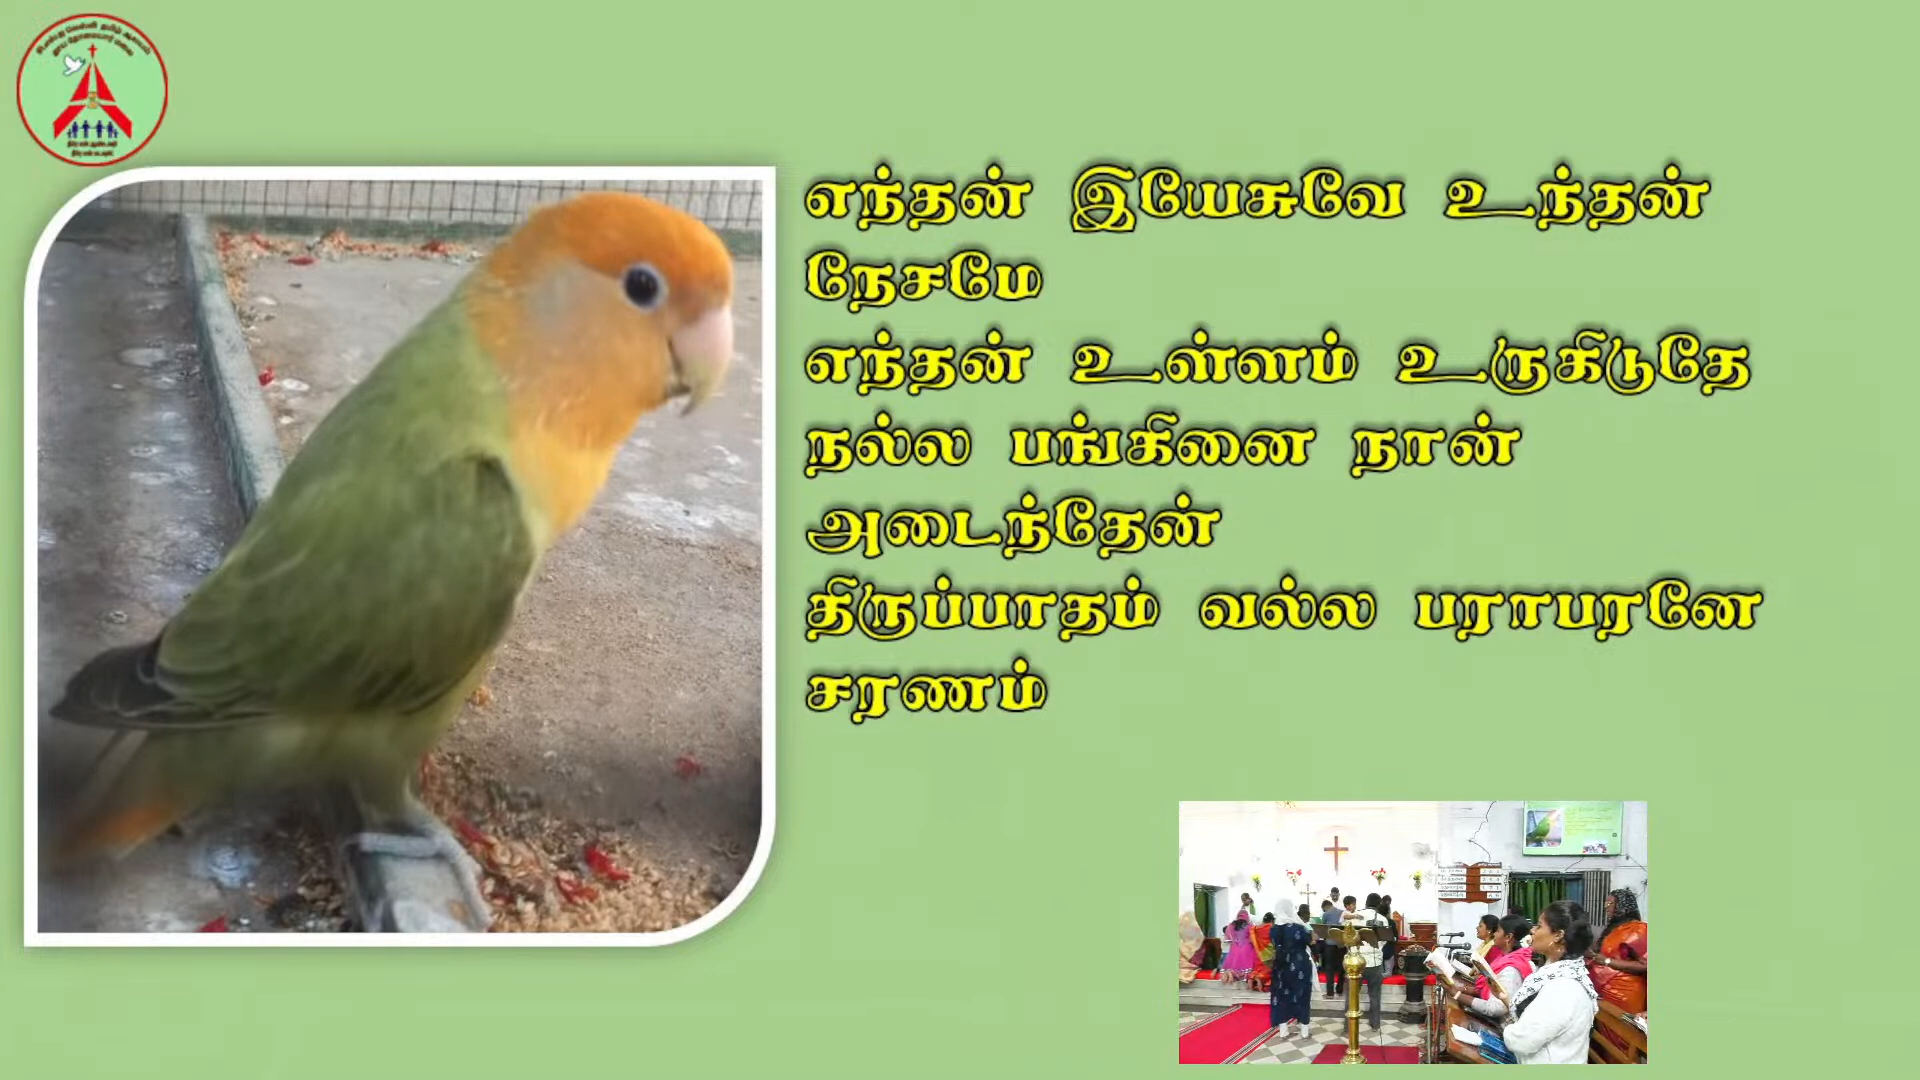 எந்தன் இயேசுவே உந்தன்
நேசமே
எந்தன் உள்ளம் உருகிடுதே
நல்ல பங்கினை நான்
அடைந்தேன்
திருப்பாதம் வல்ல பராபரனே
சரணம்